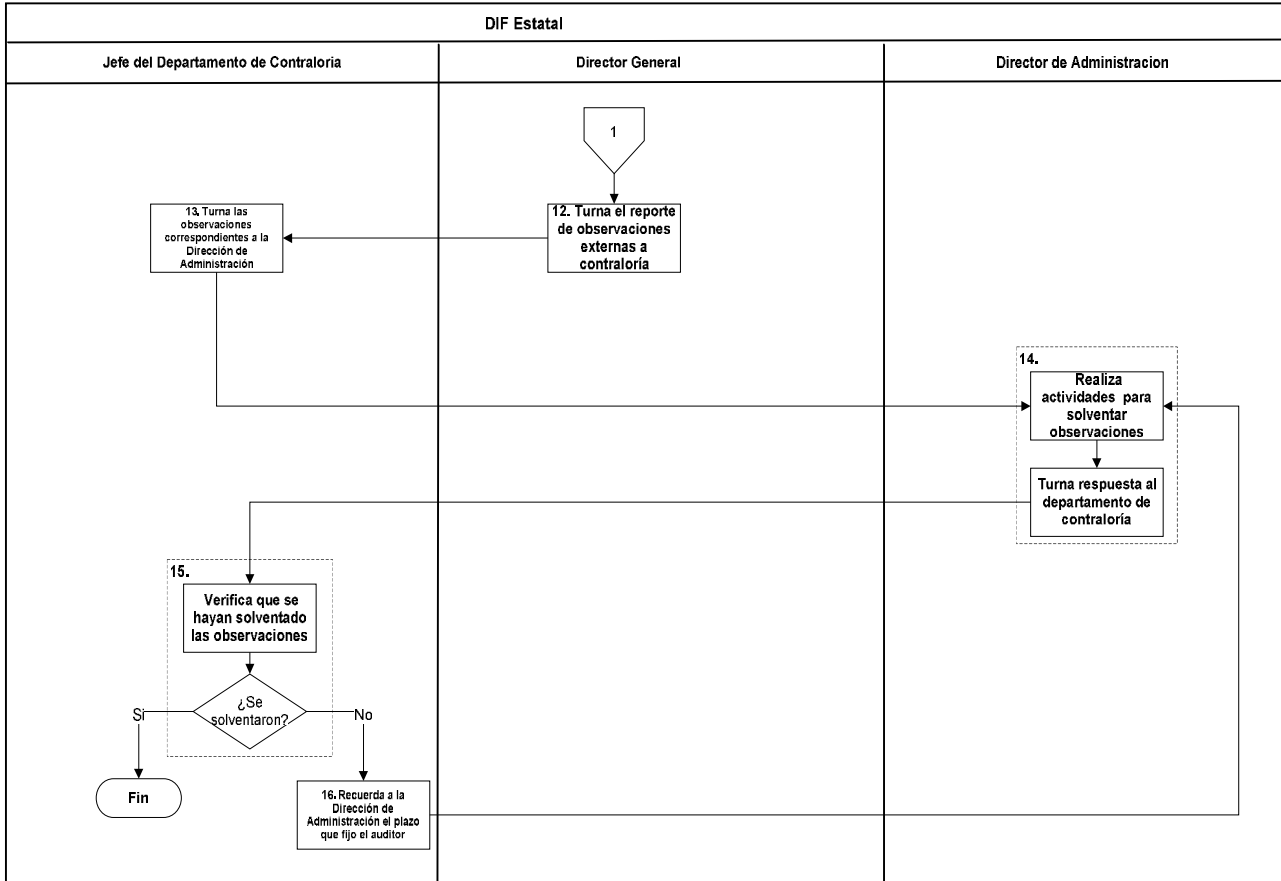 DIF Estatal
Jefe del Departamento de Contraloria
Director General
Director de Administracion
1
12. Turna el reporte
de observaciones
externas a
contraloría
13. Turna las
observaciones
correspondientes a la
Dirección de
Administración
14.
Realiza
actividades para
solventar
observaciones
Turna respuesta al
departamento de
contraloría
15.
Verifica que se
hayan solventado
las observaciones
¿Se
solventaron?
Si
No
Fin
16. Recuerda a la
Dirección de
Administración el plazo
que fijo el auditor